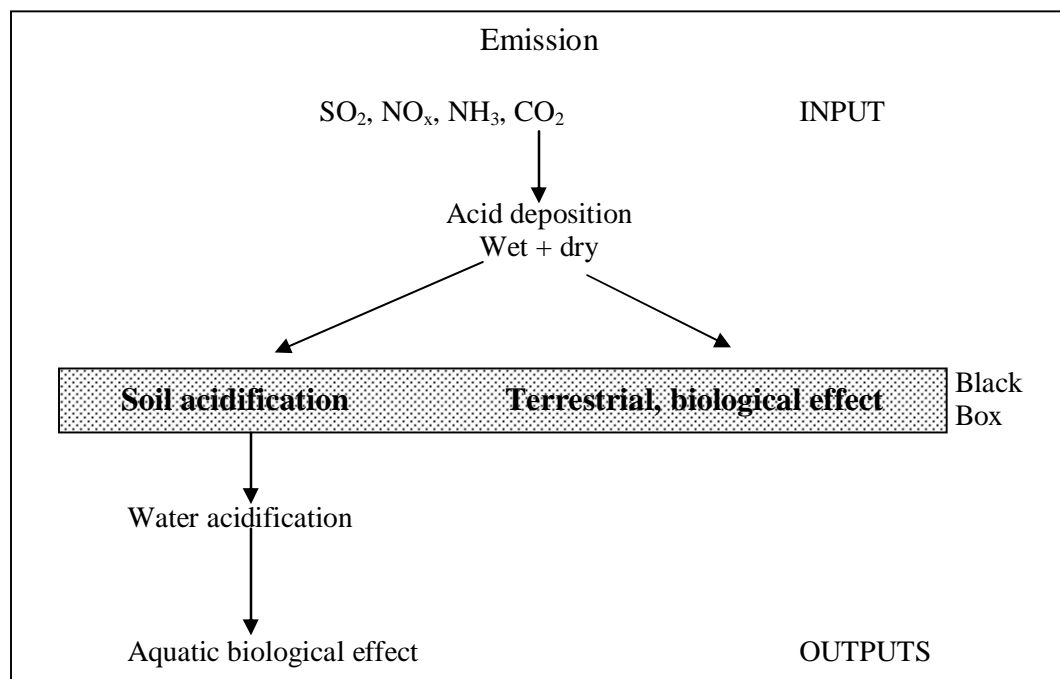 Emission
SO₂, NOₓ, NH₃, CO₂ INPUT
Acid deposition
Wet + dry
Soil acidification Terrestrial, biological effect Black
Box
Water acidification
Aquatic biological effect OUTPUTS